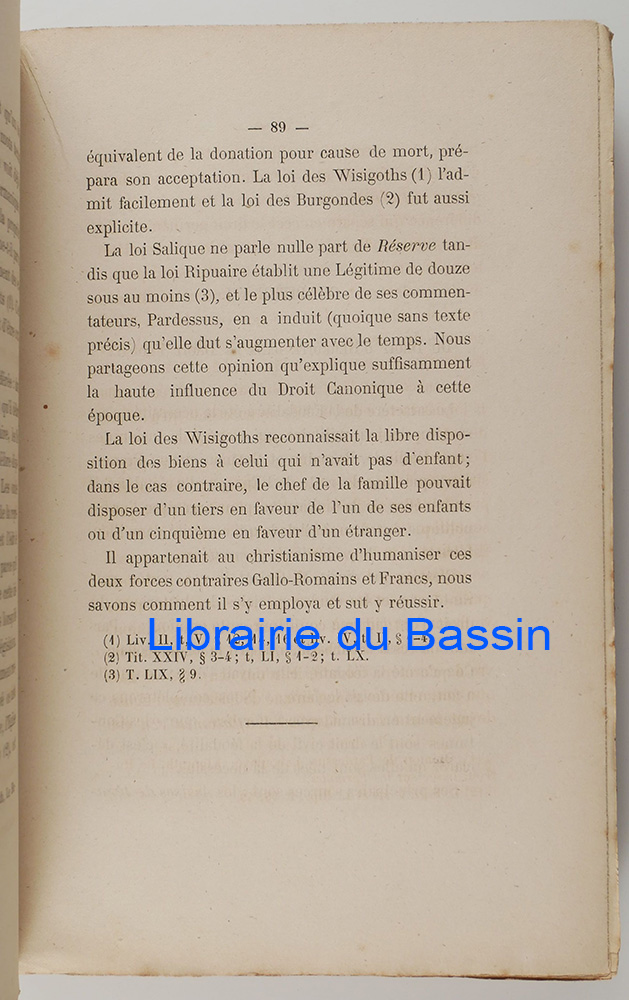 — 89 —
équivalent de la donation pour cause de mort, pré-
para son acceptation. La loi des Wisigoths (1) l'ad-
mit facilement et la loi des Burgondes (2) fut aussi
explicite.
La loi Salique ne parle nulle part de Réserve tan-
dis que la loi Ripuaire établit une Légitime de douze
sous au moins (3), et le plus célèbre de ses commen-
tateurs, Pardessus, en a induit (quoique sans texte
précis) qu'elle dut s'augmenter avec le temps. Nous
partageons cette opinion qu'explique suffisamment
la haute influence du Droit Canonique à cette
époque.
La loi des Wisigoths reconnaissait la libre dispo-
sition des biens à celui qui n'avait pas d'enfant;
dans le cas contraire, le chef de la famille pouvait
disposer d'un tiers en faveur de l'un de ses enfants
ou d'un cinquième en faveur d'un étranger.
Il appartenait au christianisme d'humaniser ces
deux forces contraires Gallo-Romains et Francs, nous
savons comment il s'y employa et sut y réussir.
(1) Liv. II, t.
Librairie du Bassin
(2) Tit. XXIV, § 3-4; t, LI, § 1-2; t. LX.
(3) T. LIX, § 9.